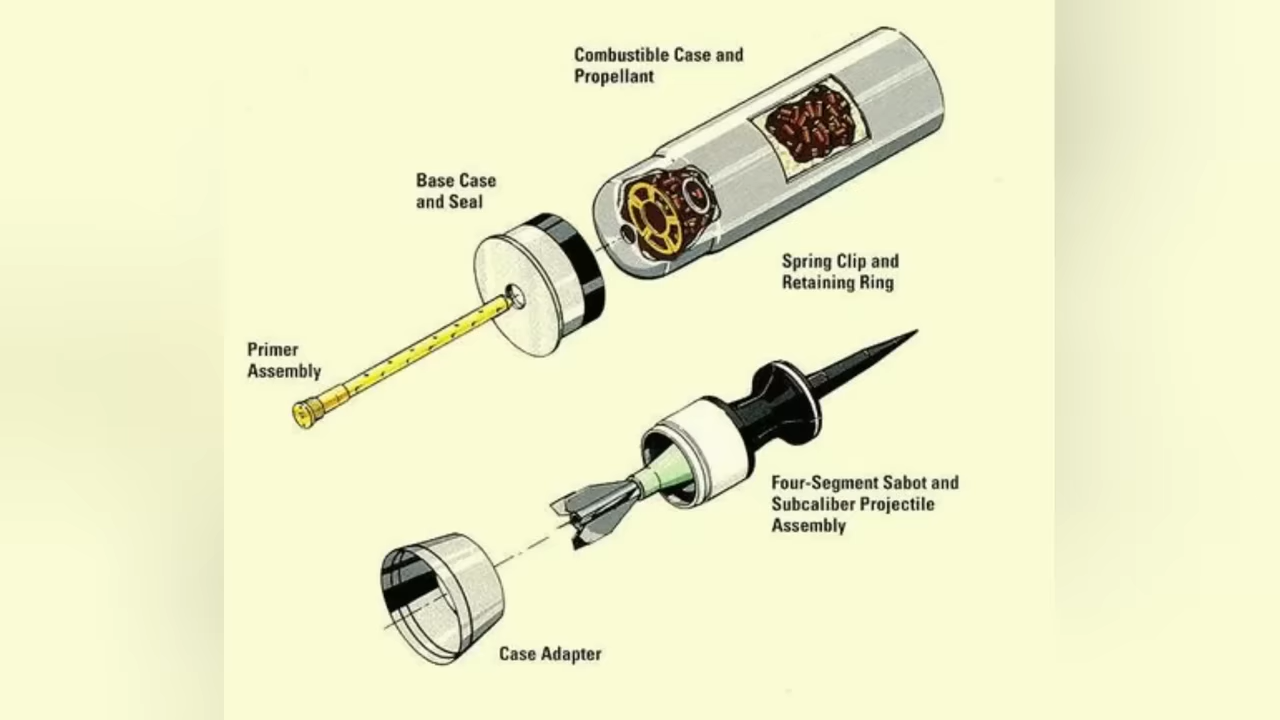 Combustible Case and
Propellant
Base Case
and Seal
Spring Clip and
Retaining Ring
Primer
Assembly
Four-Segment Sabot and
Subcaliber Projectile
Assembly
Case Adapter